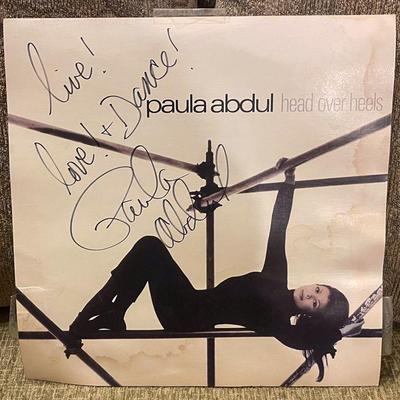 live!
love! + Dance!
paula abdul head over heels
Paula
Abdul